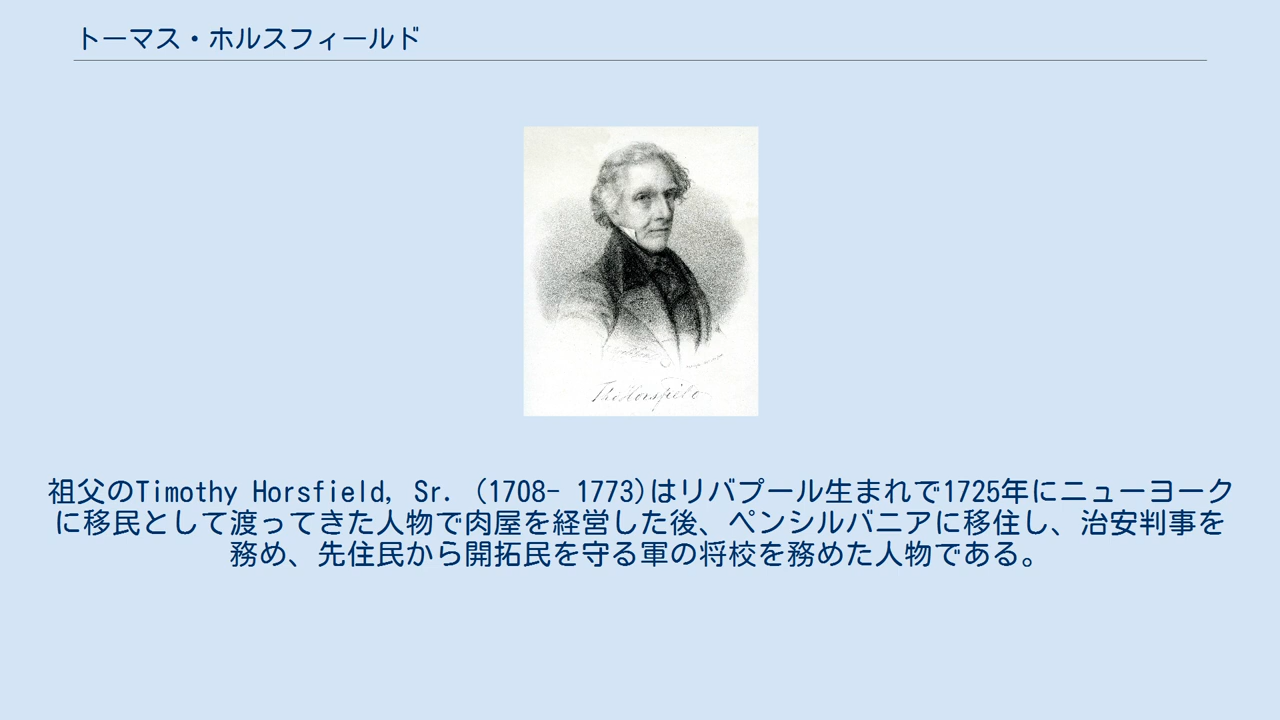 トーマス・ホルスフィールド
Tho Horsfield
祖父のTimothy Horsfield, Sr. (1708- 1773)はリバプール生まれで1725年にニューヨーク
に移民として渡ってきた人物で肉屋を経営した後、ペンシルバニアに移住し、治安判事を
務め、先住民から開拓民を守る軍の将校を務めた人物である。